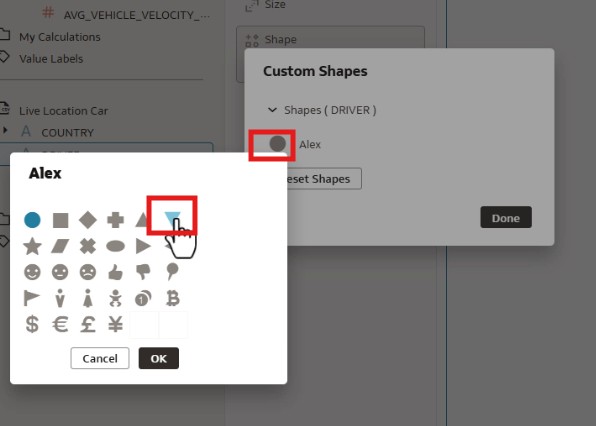 # AVG_VEHICLE_VELOCITY_...
My Calculations
Value Labels
Live Location Car
A COUNTRY
Size
Shape
Custom Shapes
Shapes ( DRIVER )
Alex
eset Shapes
Done
Alex
$ € £ ¥
Cancel
OK